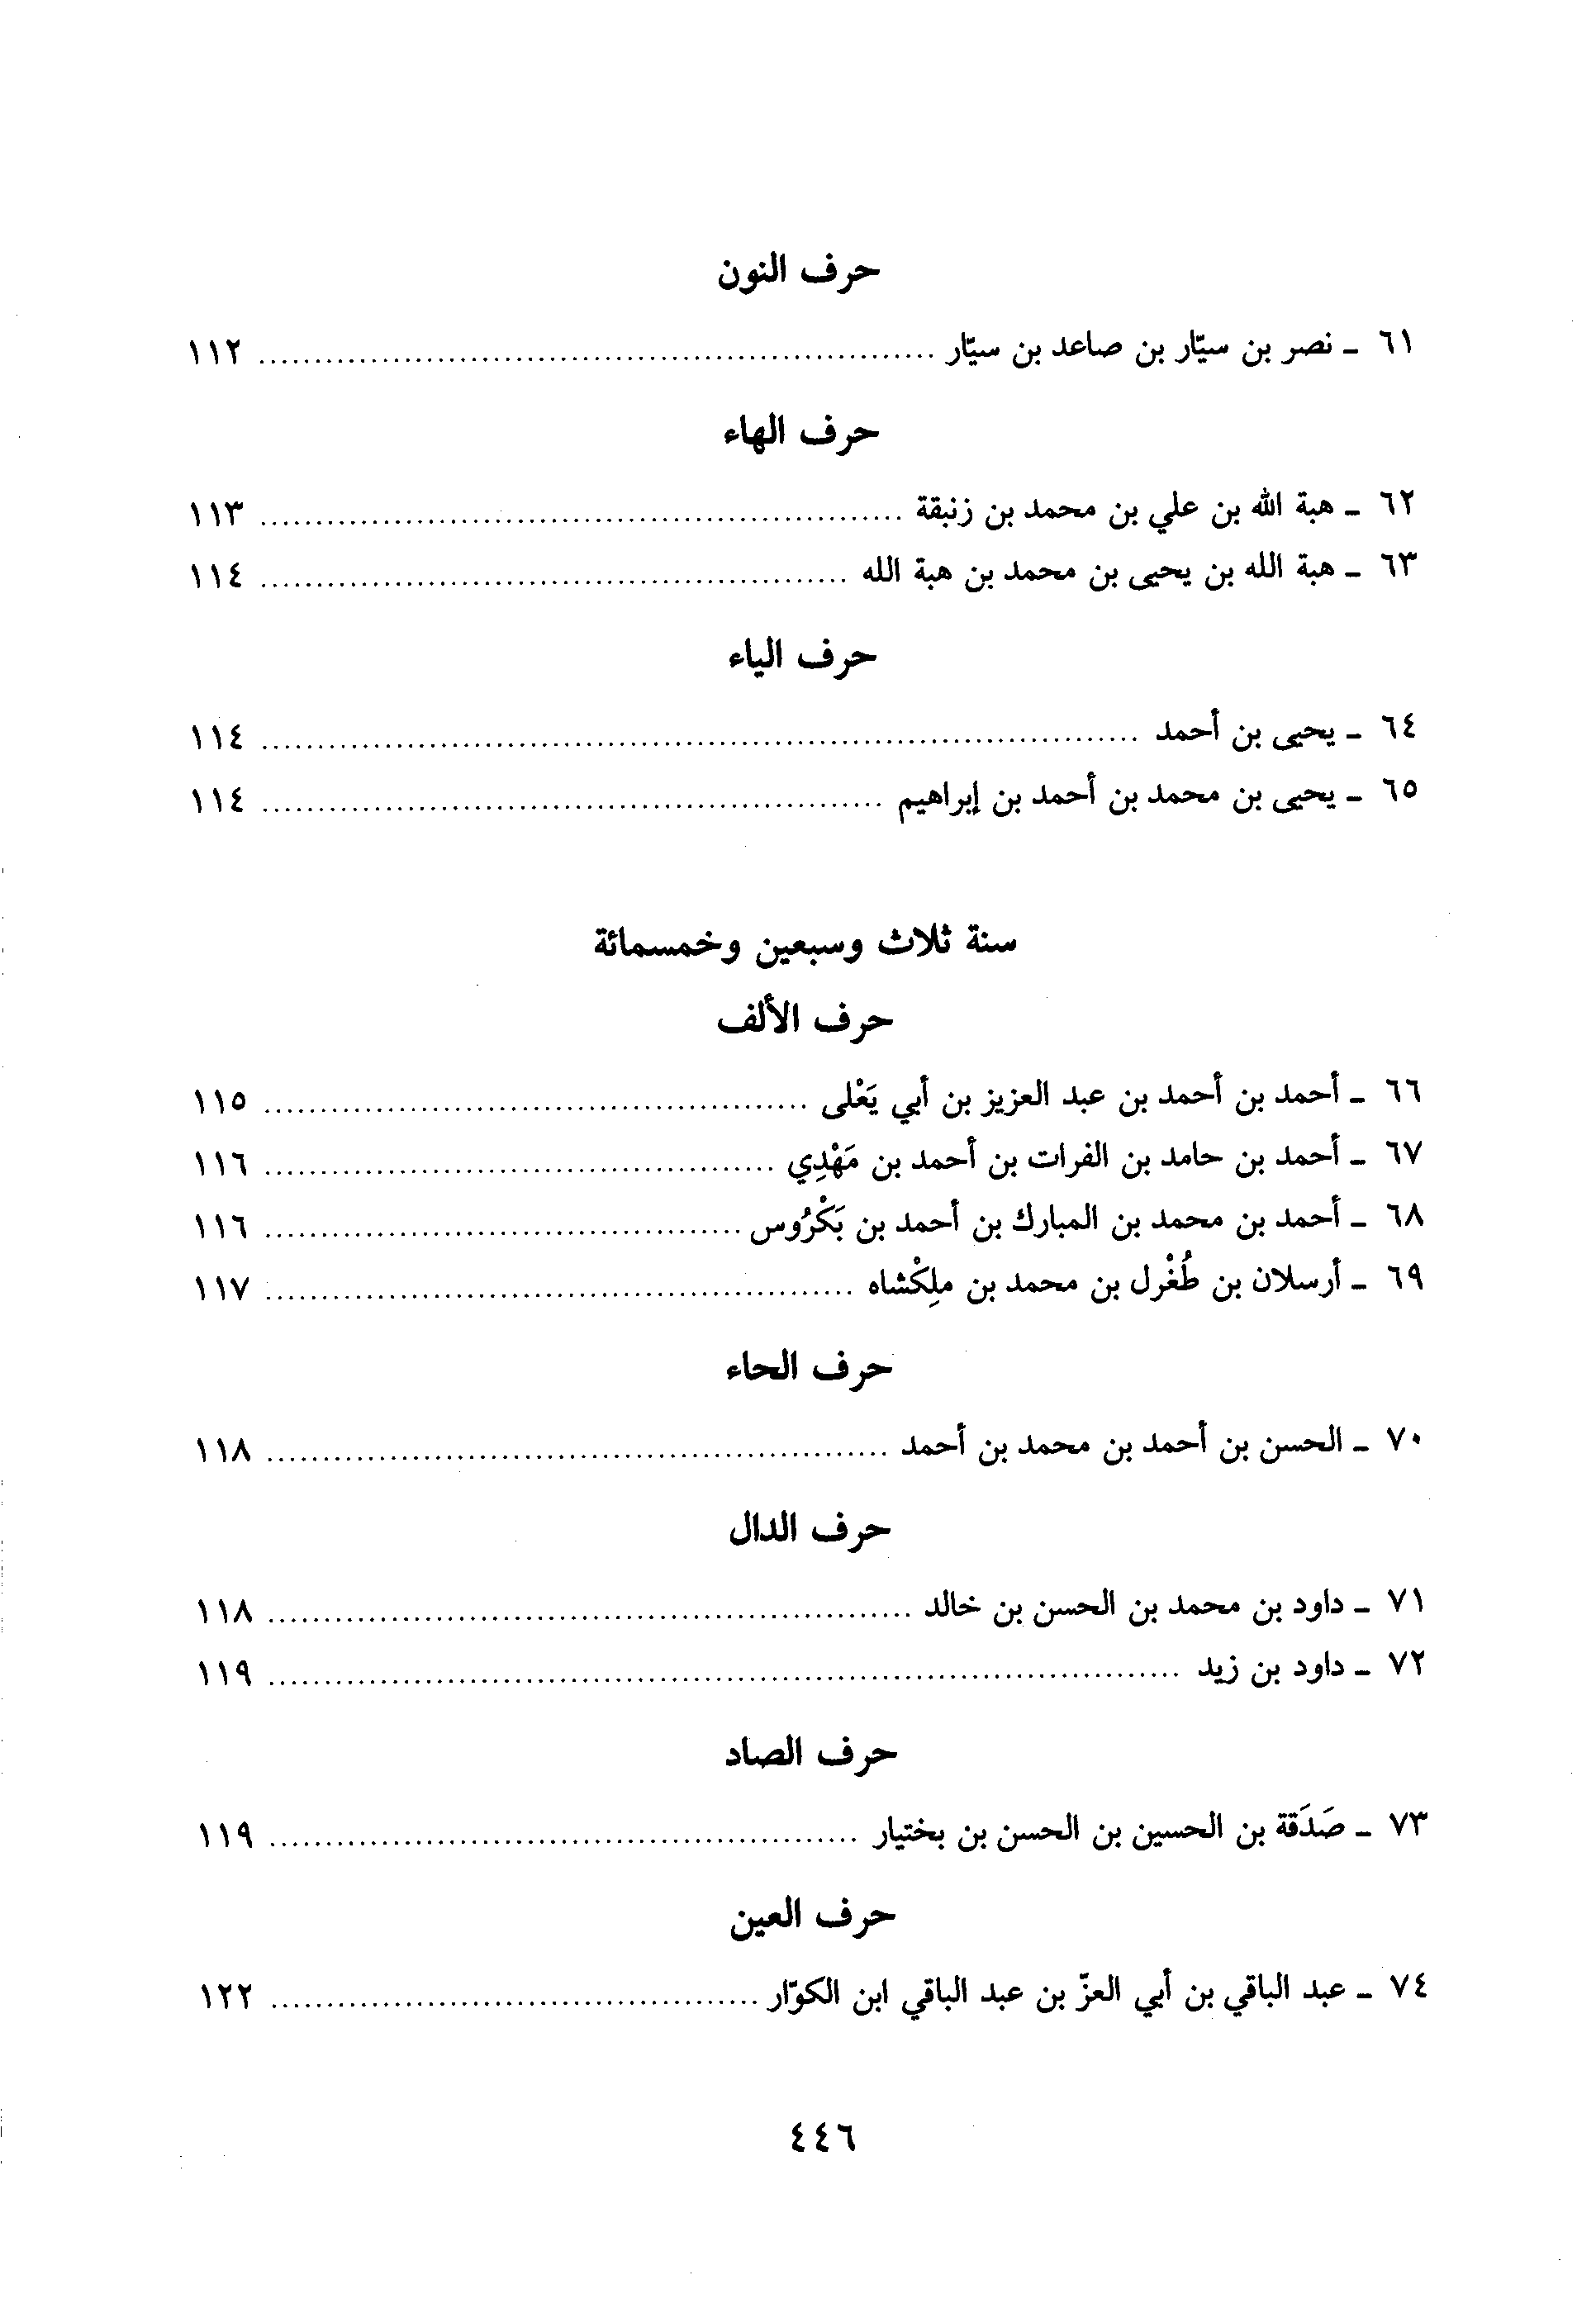 حرف النون
٦١ - نصر بن سيّار بن صاعد بن سيّار ........................ ١١٢
حرف الهاء
٦٢ - هبة الله بن علي بن محمد بن زنبقة ........................ ١١٣
٦٣ - هبة الله بن يحيى بن محمد بن هبة الله ........................ ١١٤
حرف الياء
٦٤ - يحيى بن أحمد ........................ ١١٤
٦٥ - يحيى بن محمد بن أحمد بن إبراهيم ........................ ١١٤
سنة ثلاث وسبعين وخمسمائة
حرف الألف
٦٦ - أحمد بن أحمد بن عبد العزيز بن أبي يَعْلى ........................ ١١٥
٦٧ - أحمد بن حامد بن الفرات بن أحمد بن مَهْدِي ........................ ١١٦
٦٨ - أحمد بن محمد بن المبارك بن أحمد بن بَكْرُوس ........................ ١١٦
٦٩ - أرسلان بن طُغْرل بن محمد بن ملِكْشاه ........................ ١١٧
حرف الحاء
٧٠ - الحسن بن أحمد بن محمد بن أحمد ........................ ١١٨
حرف الدال
٧١ - داود بن محمد بن الحسن بن خالد ........................ ١١٨
٧٢ - داود بن زيد ........................ ١١٩
حرف الصاد
٧٣ - صَدَقة بن الحسين بن الحسن بن بختيار ........................ ١١٩
حرف العين
٧٤ - عبد الباقي بن أبي العزّ بن عبد الباقي ابن الكوّار ........................ ١٢٢
٤٤٦